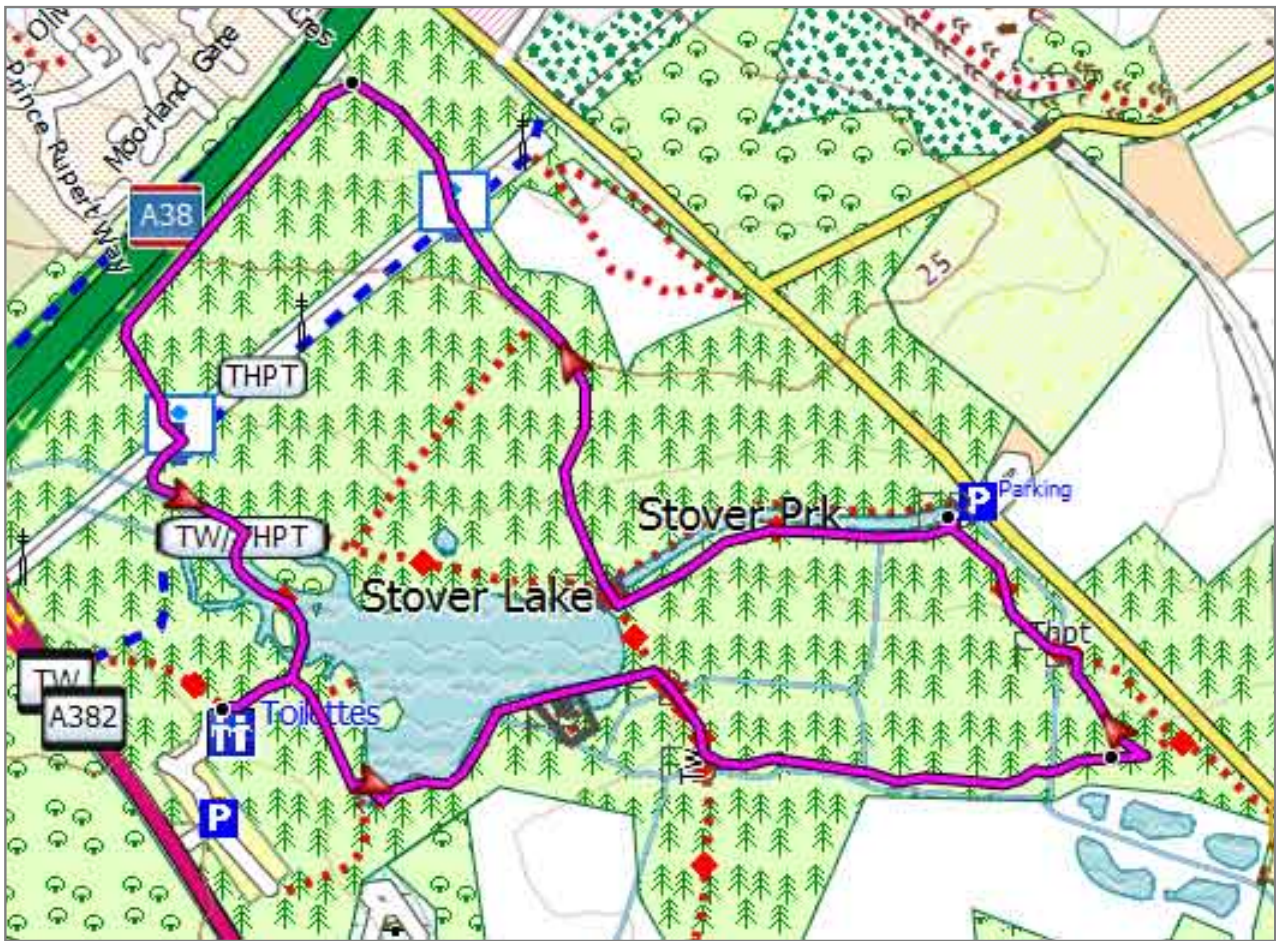 Acres
Moorland Gate
Prince Rupert Way
A38
25
THPT
Parking
P
Stover Prk
TW/THPT
Stover Lake
Thpt
TW
A382
Toilettes
Tw
P